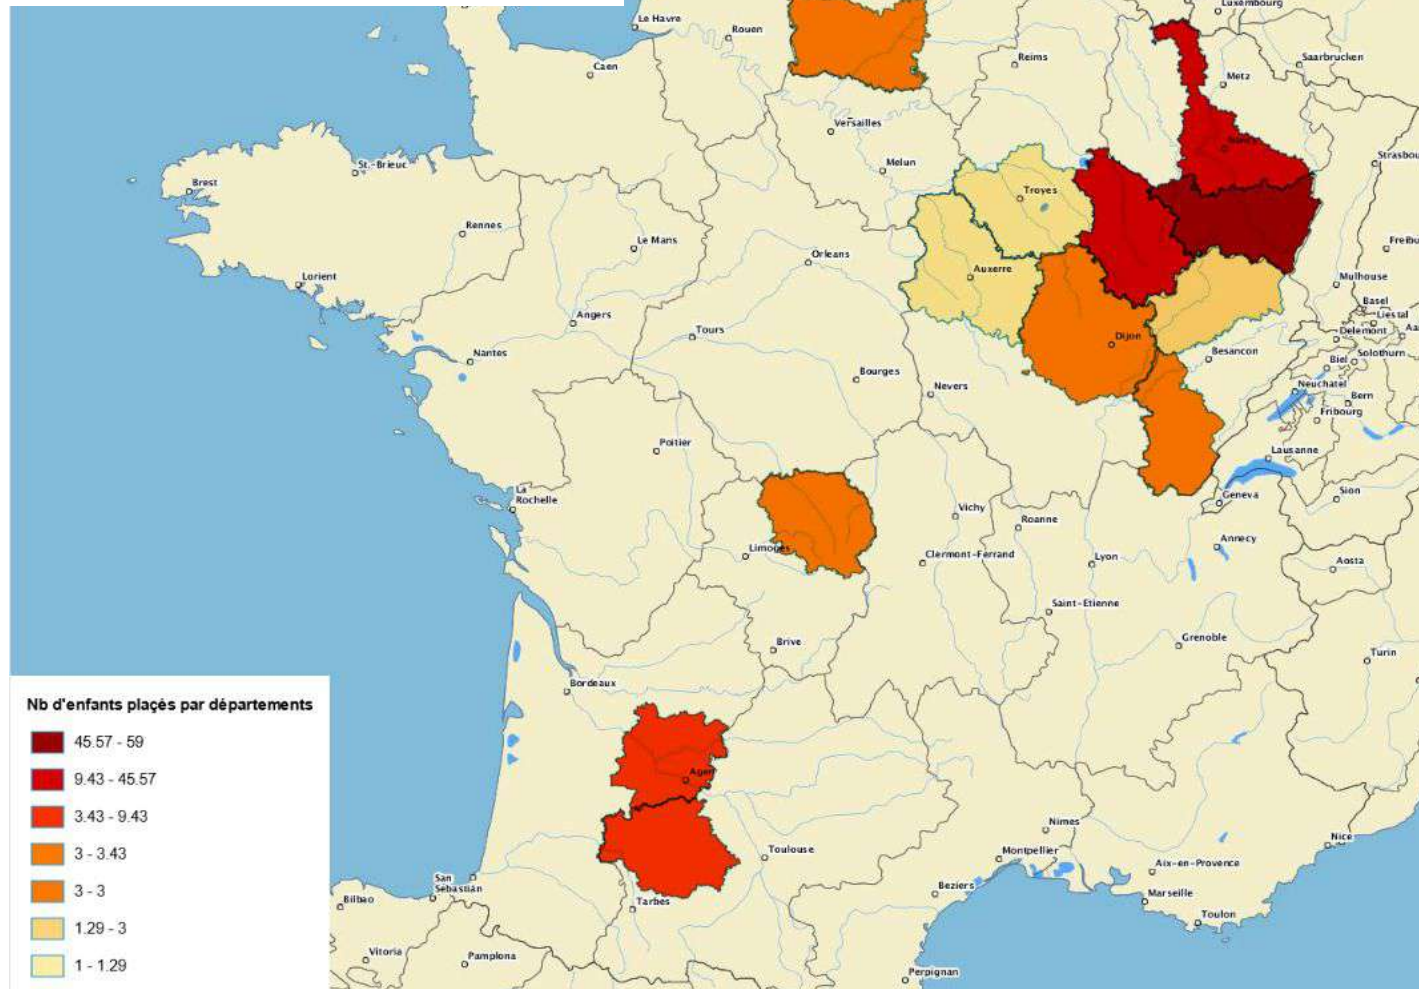 Luxembourg
Le Havre
Rouen
Caen
Reims
Saarbrucken
Metz
Versailles
St.-Brieuc
Melun
Brest
Troyes
Rennes
Le Mans
Orleans
Auxerre
Lorient
Mulhouse
Basel
Liestal
Angers
Tours
Dijon
Delemont
Nantes
Besancon
Biel
Solothurn
Bourges
Nevers
Neuchatel
Bern
Fribourg
Poitier
Lausanne
La
Rochelle
Geneva
Sion
Vichy
Roanne
Limoges
Clermont-Ferrand
Lyon
Annecy
Aosta
Saint-Etienne
Brive
Grenoble
Turin
Bordeaux
Nb d'enfants plaçés par départements
45.57 - 59
9.43 - 45.57
3.43 - 9.43
3 - 3.43
3 - 3
1.29 - 3
1 - 1.29
Agen
Nimes
Toulouse
Montpellier
Nice
Aix-en-Provence
San
Sebastián
Bilbao
Tarbes
Beziers
Marseille
Toulon
Vitoria
Pamplona
Perpignan